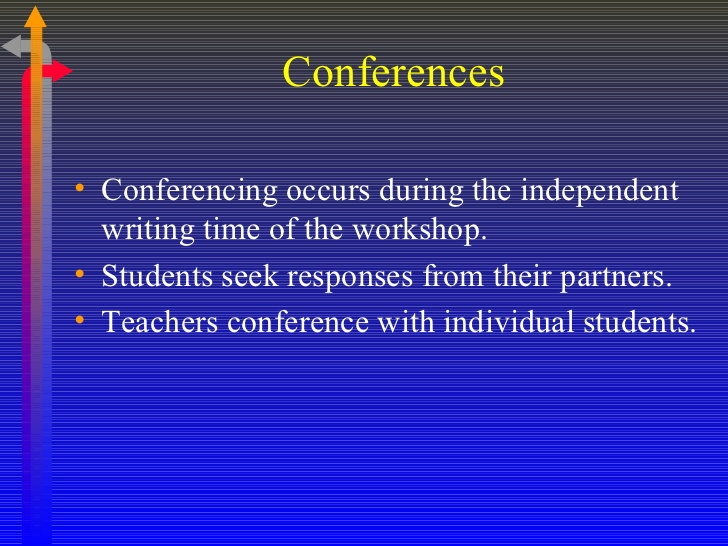 Conferences
• Conferencing occurs during the independent
writing time of the workshop.
• Students seek responses from their partners.
• Teachers conference with individual students.